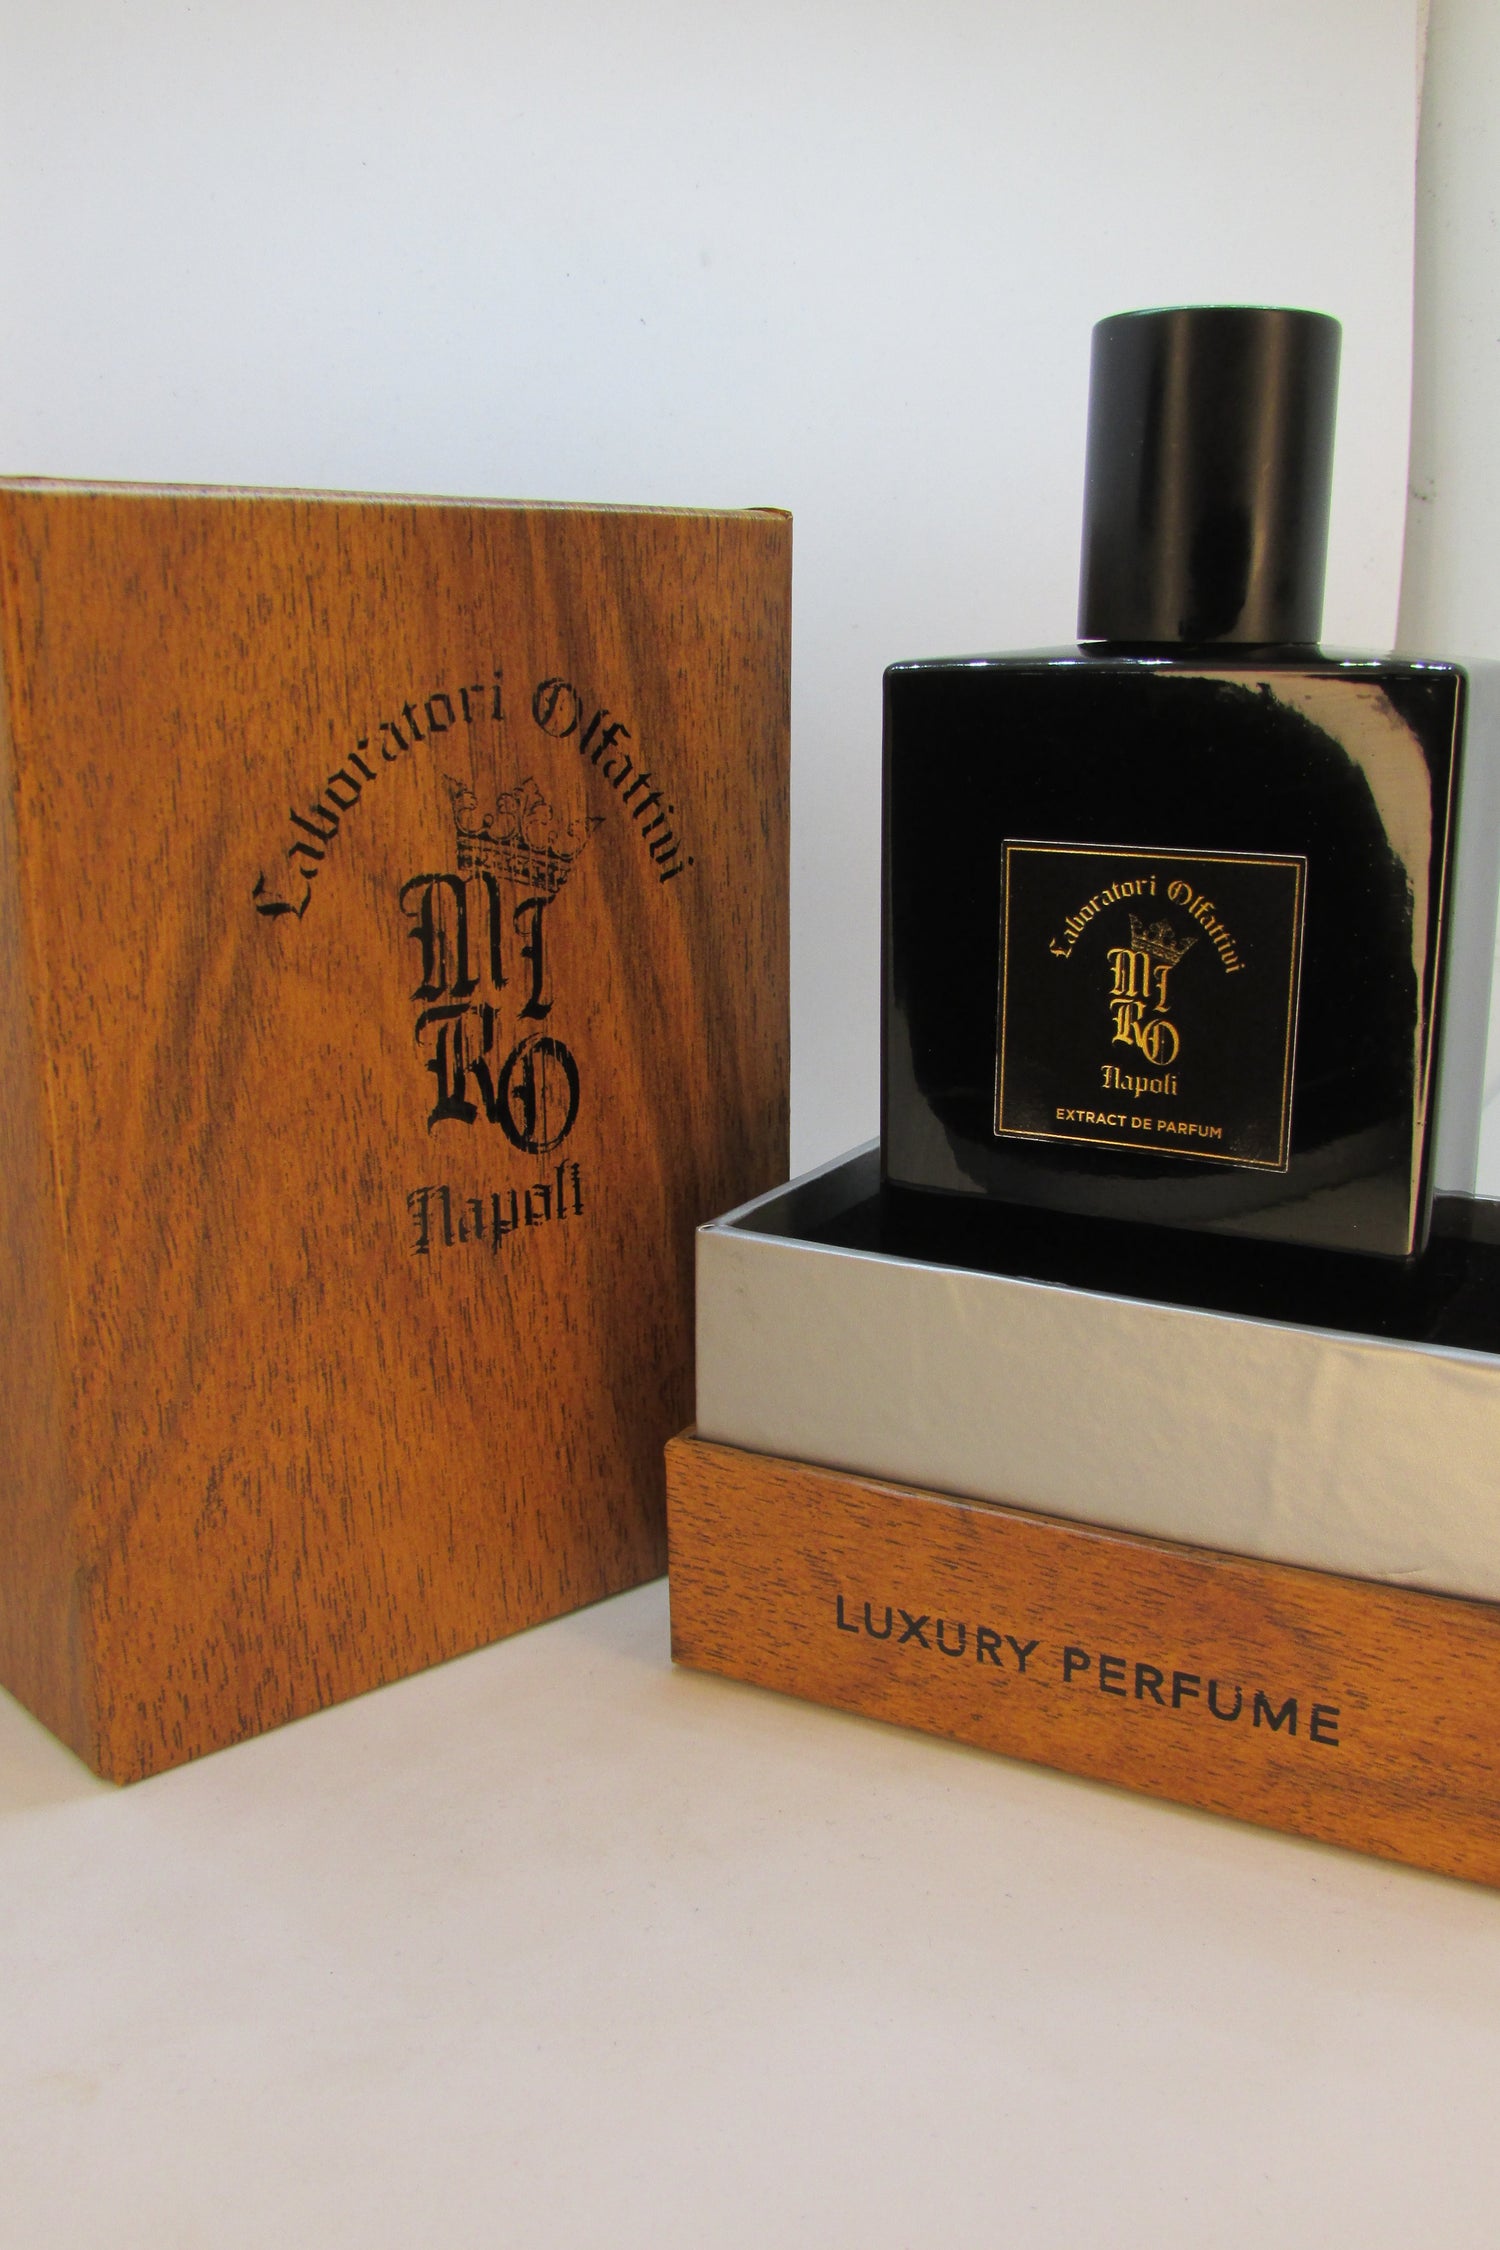 Laboratori Olfattivi
MI
RO
Napoli
Laboratori Olfattivi
MI
RO
Napoli
EXTRACT DE PARFUM
LUXURY PERFUME